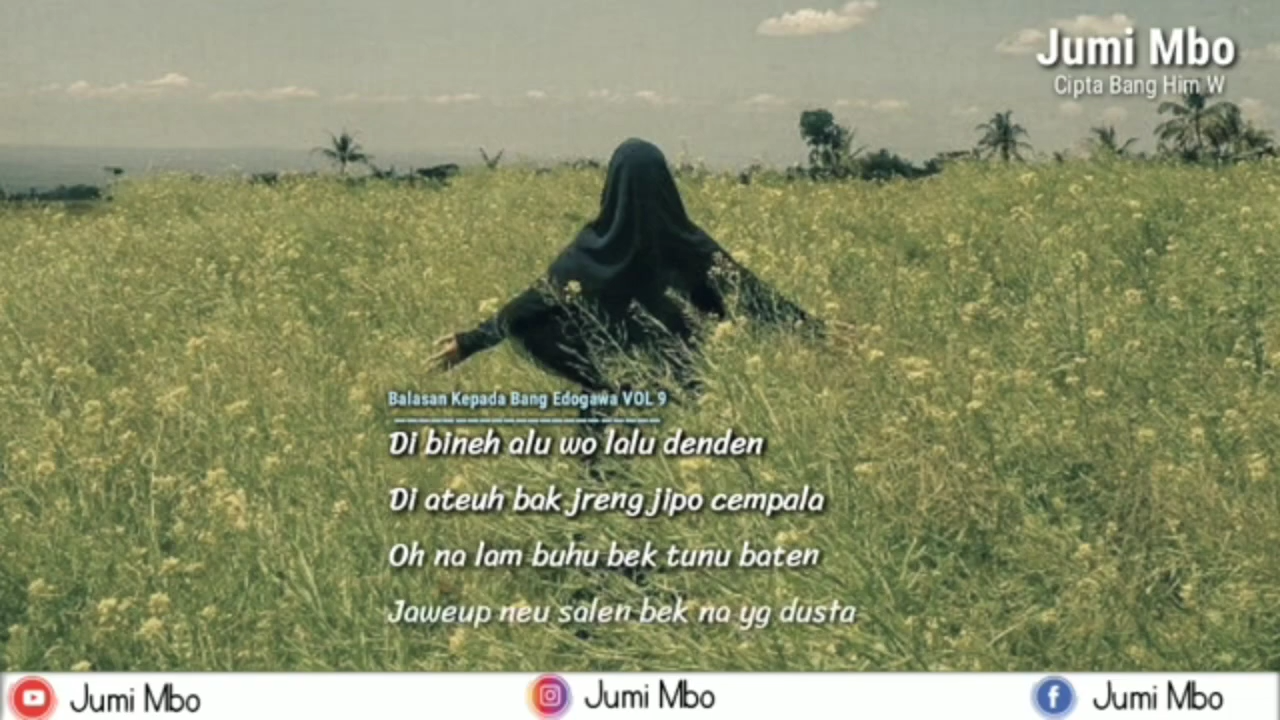 Jumi Mbo
Cipta Bang Him W
Balasan Kepada Bang Edogawa VOL 9
Di bineh alu wo lalu denden
Di ateuh bak jreng jipo cempala
Oh na lam buhu bek tunu baten
Jaweup neu salen bek na yg dusta
Jumi Mbo
Jumi Mbo
Jumi Mbo